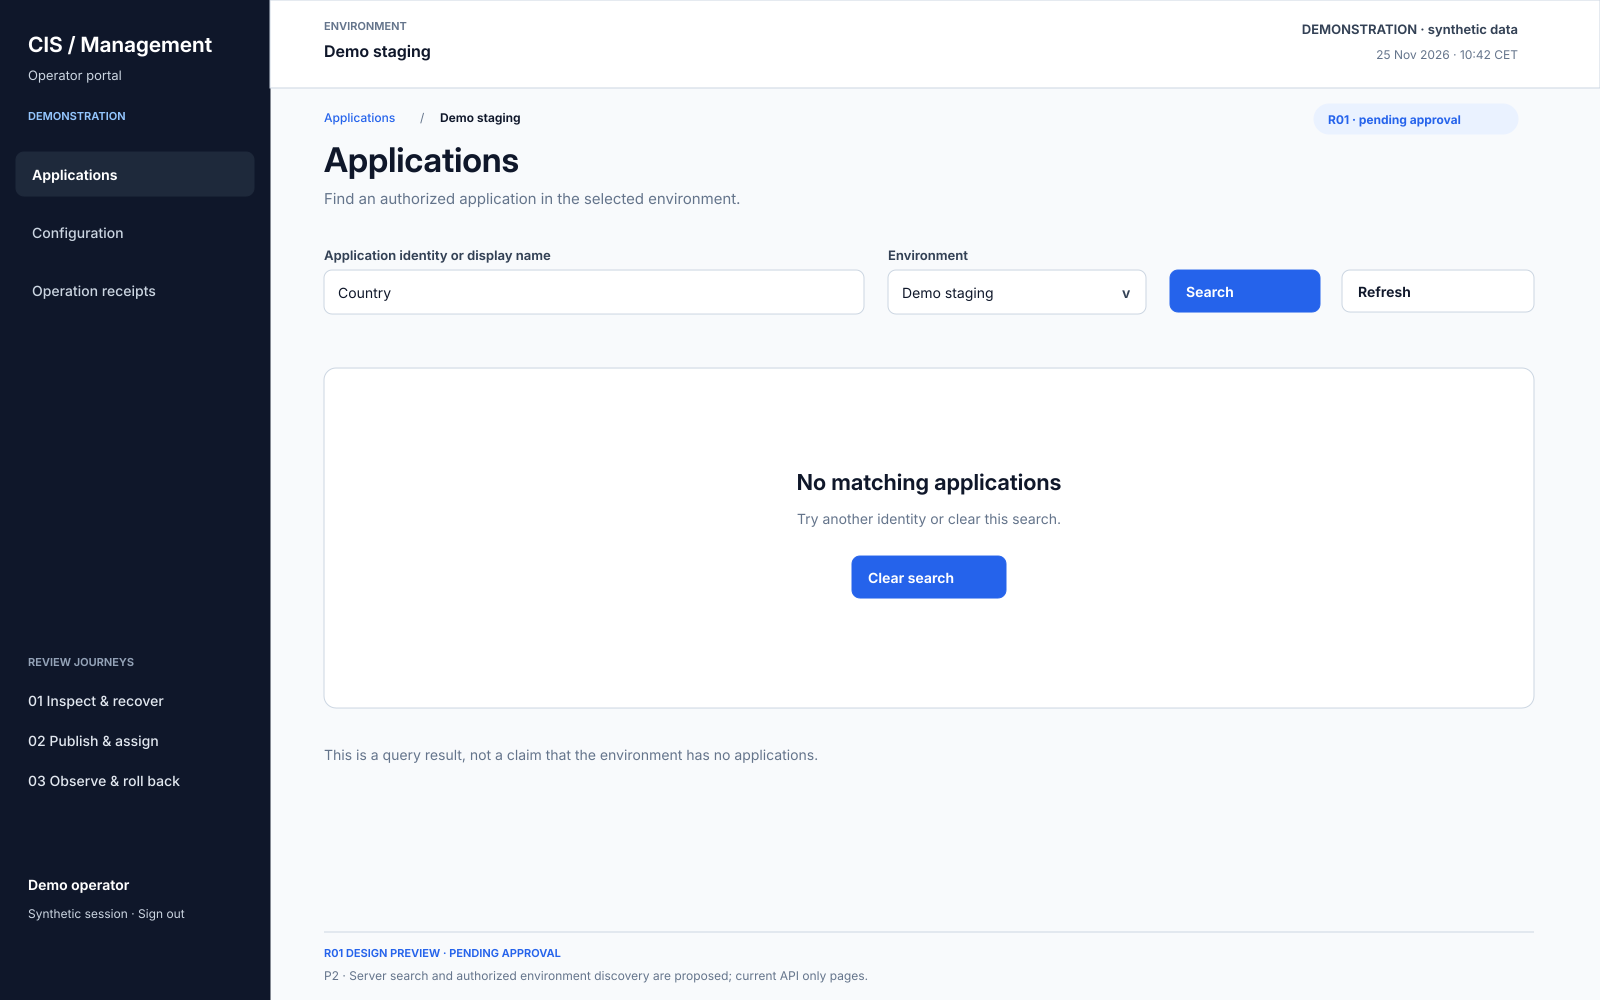 CIS / Management
Operator portal
DEMONSTRATION
Applications
Configuration
Operation receipts
REVIEW JOURNEYS
01 Inspect & recover
02 Publish & assign
03 Observe & roll back
Demo operator
Synthetic session · Sign out
ENVIRONMENT
Demo staging
DEMONSTRATION · synthetic data
25 Nov 2026 · 10:42 CET
Applications / Demo staging
R01 · pending approval
Applications
Find an authorized application in the selected environment.
Application identity or display name
Environment
Country
Demo staging v
Search
Refresh
No matching applications
Try another identity or clear this search.
Clear search
This is a query result, not a claim that the environment has no applications.
R01 DESIGN PREVIEW · PENDING APPROVAL
P2 · Server search and authorized environment discovery are proposed; current API only pages.